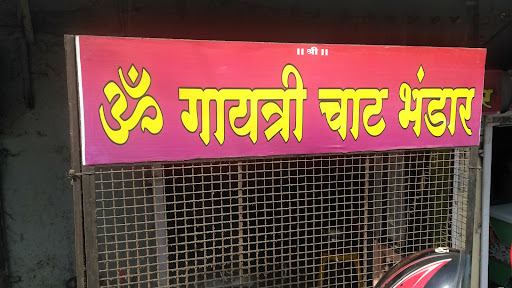 ॥ श्री ॥
ॐ गायत्री चाट भंडार